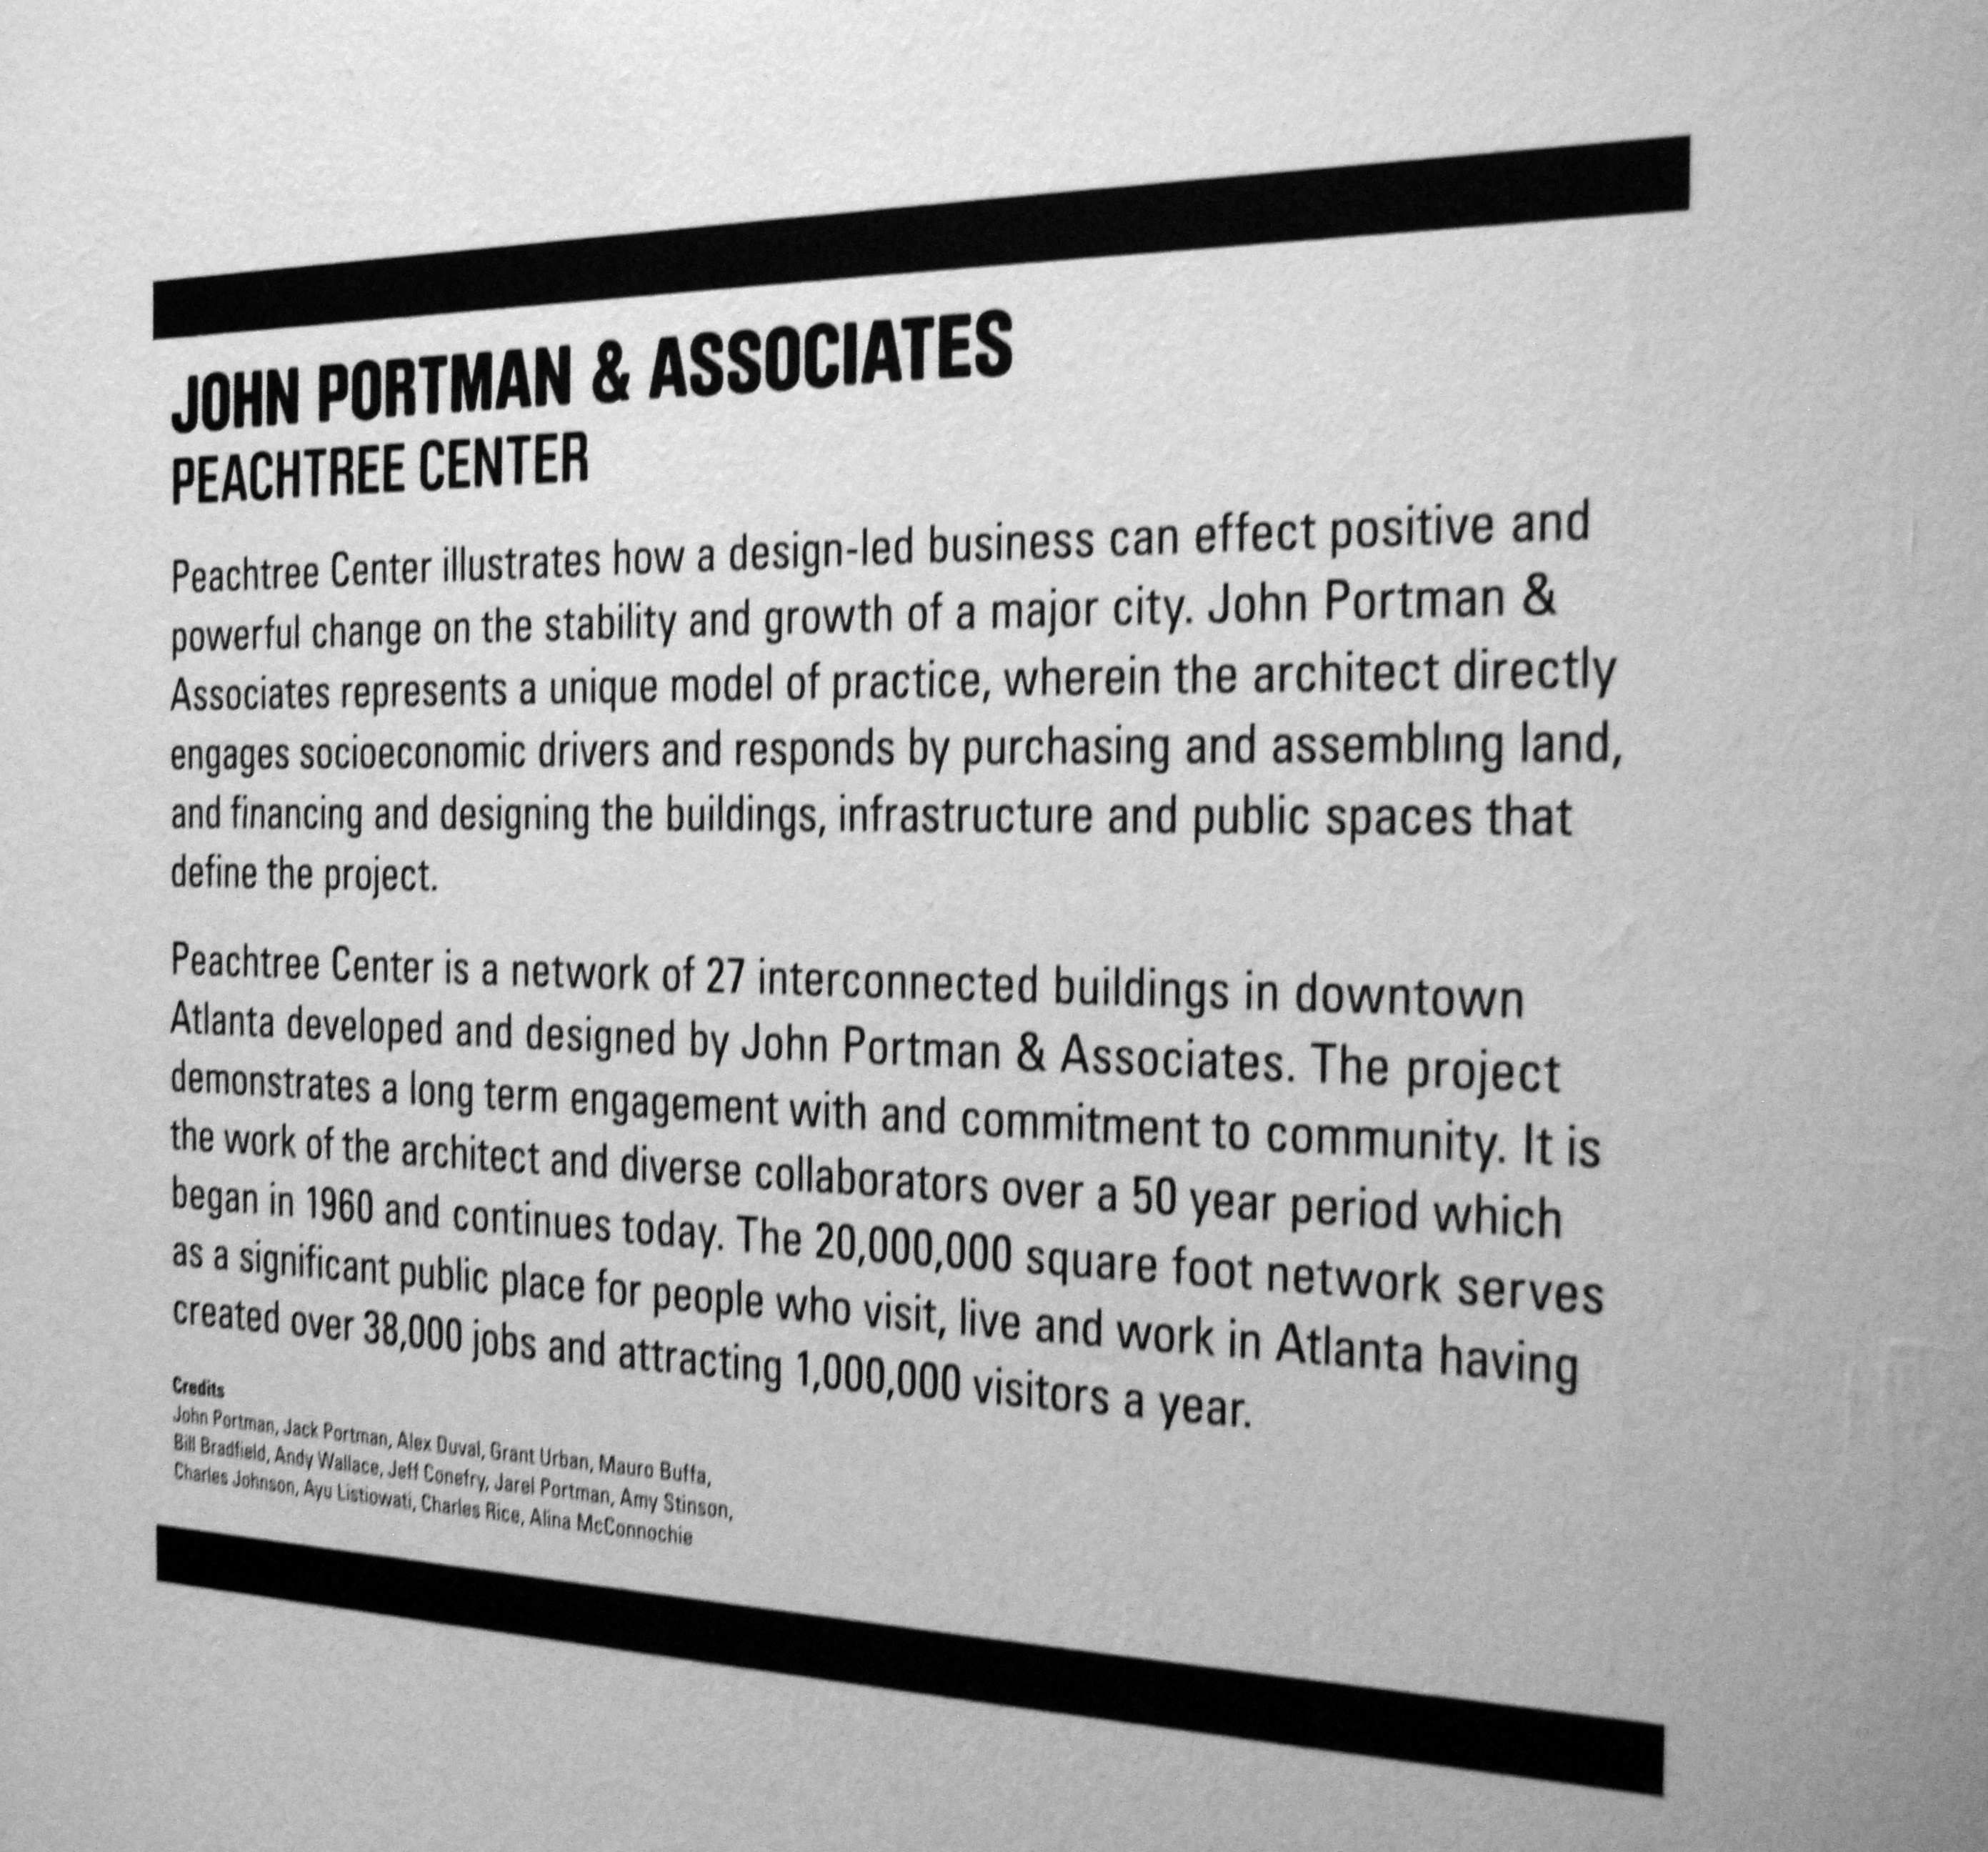 JOHN PORTMAN & ASSOCIATES
PEACHTREE CENTER
Peachtree Center illustrates how a design-led business can effect positive and
powerful change on the stability and growth of a major city. John Portman &
Associates represents a unique model of practice, wherein the architect directly
engages socioeconomic drivers and responds by purchasing and assembling land,
and financing and designing the buildings, infrastructure and public spaces that
define the project.
Peachtree Center is a network of 27 interconnected buildings in downtown
Atlanta developed and designed by John Portman & Associates. The project
demonstrates a long term engagement with and commitment to community. It is
the work of the architect and diverse collaborators over a 50 year period which
began in 1960 and continues today. The 20,000,000 square foot network serves
as a significant public place for people who visit, live and work in Atlanta having
created over 38,000 jobs and attracting 1,000,000 visitors a year.
Credits
John Portman, Jack Portman, Alex Duval, Grant Urban, Mauro Buffa,
Bill Bradfield, Andy Wallace, Jeff Conefry, Jarel Portman, Amy Stinson,
Charles Johnson, Ayu Listiowati, Charles Rice, Alina McConnochie